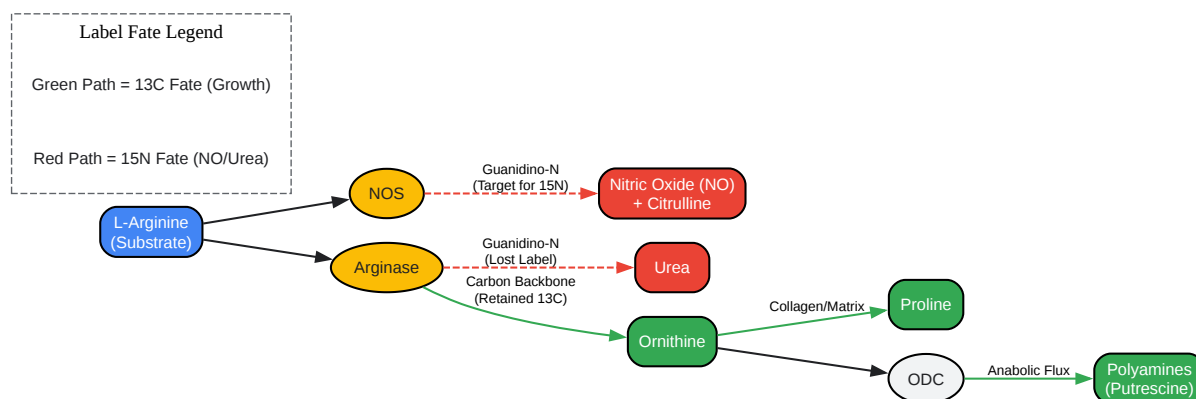 Label Fate Legend
Green Path = 13C Fate (Growth)
Red Path = 15N Fate (NO/Urea)
L-Arginine
(Substrate)
NOS
Guanidino-N
(Target for 15N)
Nitric Oxide (NO)
+ Citrulline
Arginase
Guanidino-N
(Lost Label)
Urea
Carbon Backbone
(Retained 13C)
Ornithine
Collagen/Matrix
Proline
ODC
Anabolic Flux
Polyamines
(Putrescine)